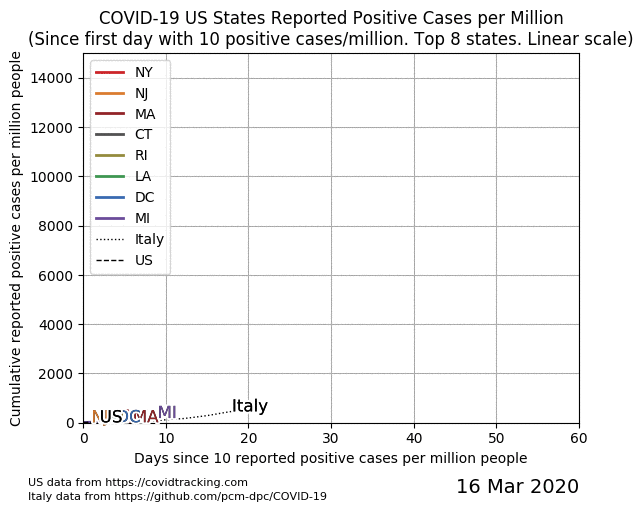 COVID-19 US States Reported Positive Cases per Million
(Since first day with 10 positive cases/million. Top 8 states. Linear scale)
Cumulative reported positive cases per million people
14000
12000
10000
8000
6000
4000
2000
0
NY
NJ
MA
CT
RI
LA
DC
MI
Italy
US
US
DC
MA
MI
Italy
0 10 20 30 40 50 60
Days since 10 reported positive cases per million people
US data from https://covidtracking.com
Italy data from https://github.com/pcm-dpc/COVID-19
16 Mar 2020